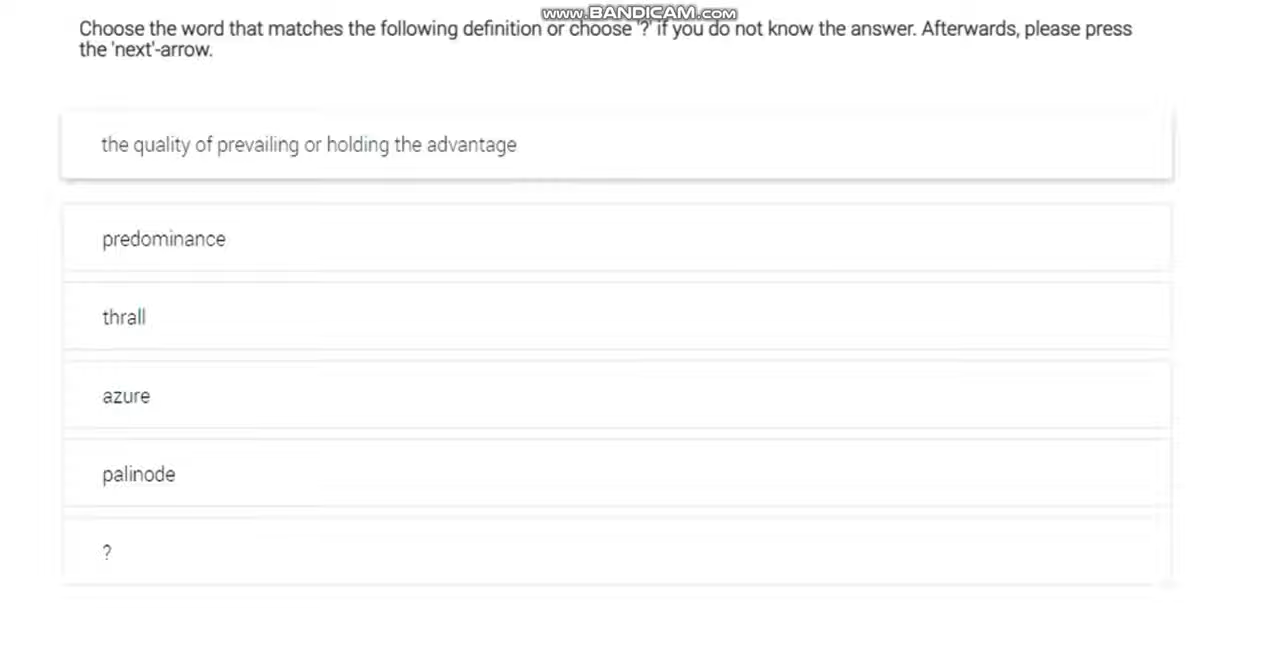 www.BANDICAM.com
Choose the word that matches the following definition or choose '?' if you do not know the answer. Afterwards, please press
the 'next'-arrow.
the quality of prevailing or holding the advantage
predominance
thrall
azure
palinode
?